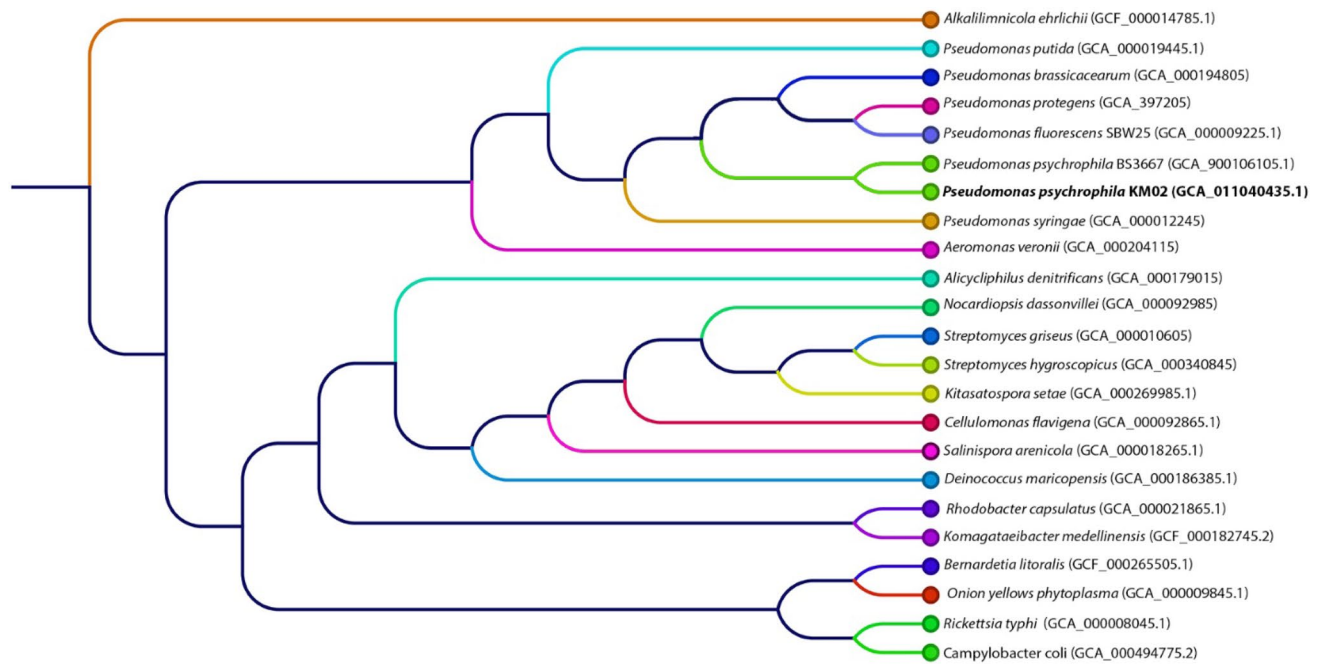 Alkalilimnicola ehrlichii (GCF_000014785.1)
Pseudomonas putida (GCA_000019445.1)
Pseudomonas brassicacearum (GCA_000194805)
Pseudomonas protegens (GCA_397205)
Pseudomonas fluorescens SBW25 (GCA_000009225.1)
Pseudomonas psychrophila BS3667 (GCA_900106105.1)
Pseudomonas psychrophila KM02 (GCA_011040435.1)
Pseudomonas syringae (GCA_000012245)
Aeromonas veronii (GCA_000204115)
Alicycliphilus denitrificans (GCA_000179015)
Nocardiopsis dassonvillei (GCA_000092985)
Streptomyces griseus (GCA_000010605)
Streptomyces hygroscopicus (GCA_000340845)
Kitasatospora setae (GCA_000269985.1)
Cellulomonas flavigena (GCA_000092865.1)
Salinispora arenicola (GCA_000018265.1)
Deinococcus maricopensis (GCA_000186385.1)
Rhodobacter capsulatus (GCA_000021865.1)
Komagataeibacter medellinensis (GCF_000182745.2)
Bernardetia litoralis (GCF_000265505.1)
Onion yellows phytoplasma (GCA_000009845.1)
Rickettsia typhi (GCA_000008045.1)
Campylobacter coli (GCA_000494775.2)